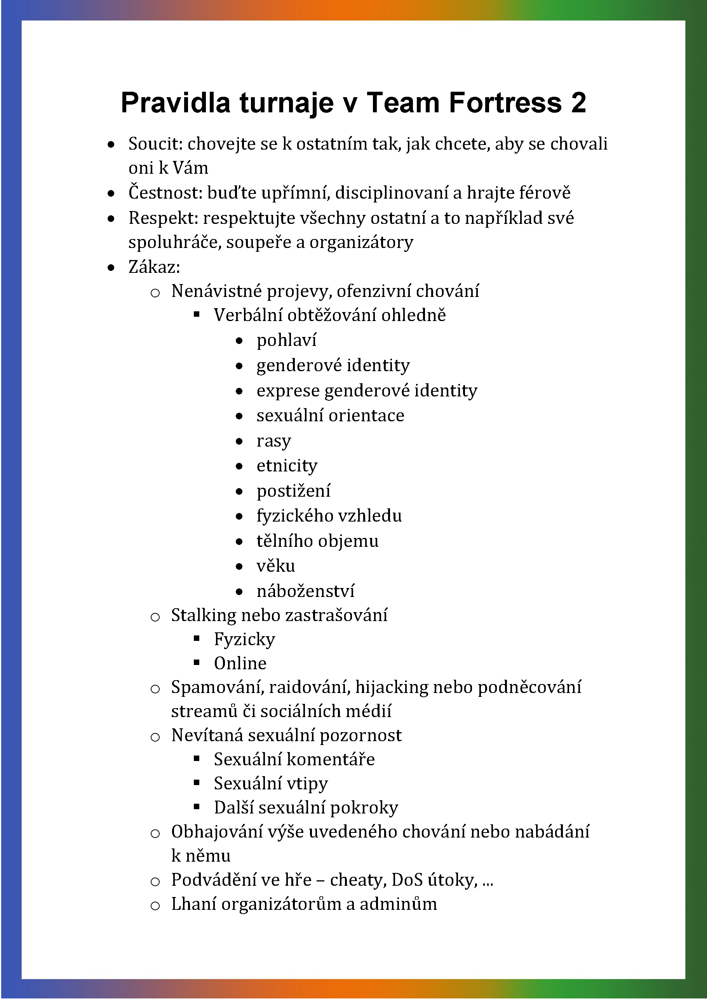 Pravidla turnaje v Team Fortress 2
• Soucit: chovejte se k ostatním tak, jak chcete, aby se chovali
oni k Vám
• Čestnost: buďte upřímní, disciplinovaní a hrajte férově
• Respekt: respektujte všechny ostatní a to například své
spoluhráče, soupeře a organizátory
• Zákaz:
o Nenávistné projevy, ofenzivní chování
▪ Verbální obtěžování ohledně
• pohlaví
• genderové identity
• exprese genderové identity
• sexuální orientace
• rasy
• etnicity
• postižení
• fyzického vzhledu
• tělního objemu
• věku
• náboženství
o Stalking nebo zastrašování
▪ Fyzicky
▪ Online
o Spamování, raidování, hijacking nebo podněcování
streamů či sociálních médií
o Nevítaná sexuální pozornost
▪ Sexuální komentáře
▪ Sexuální vtipy
▪ Další sexuální pokroky
o Obhajování výše uvedeného chování nebo nabádání
k němu
o Podvádění ve hře – cheaty, DoS útoky, ...
o Lhaní organizátorům a adminům